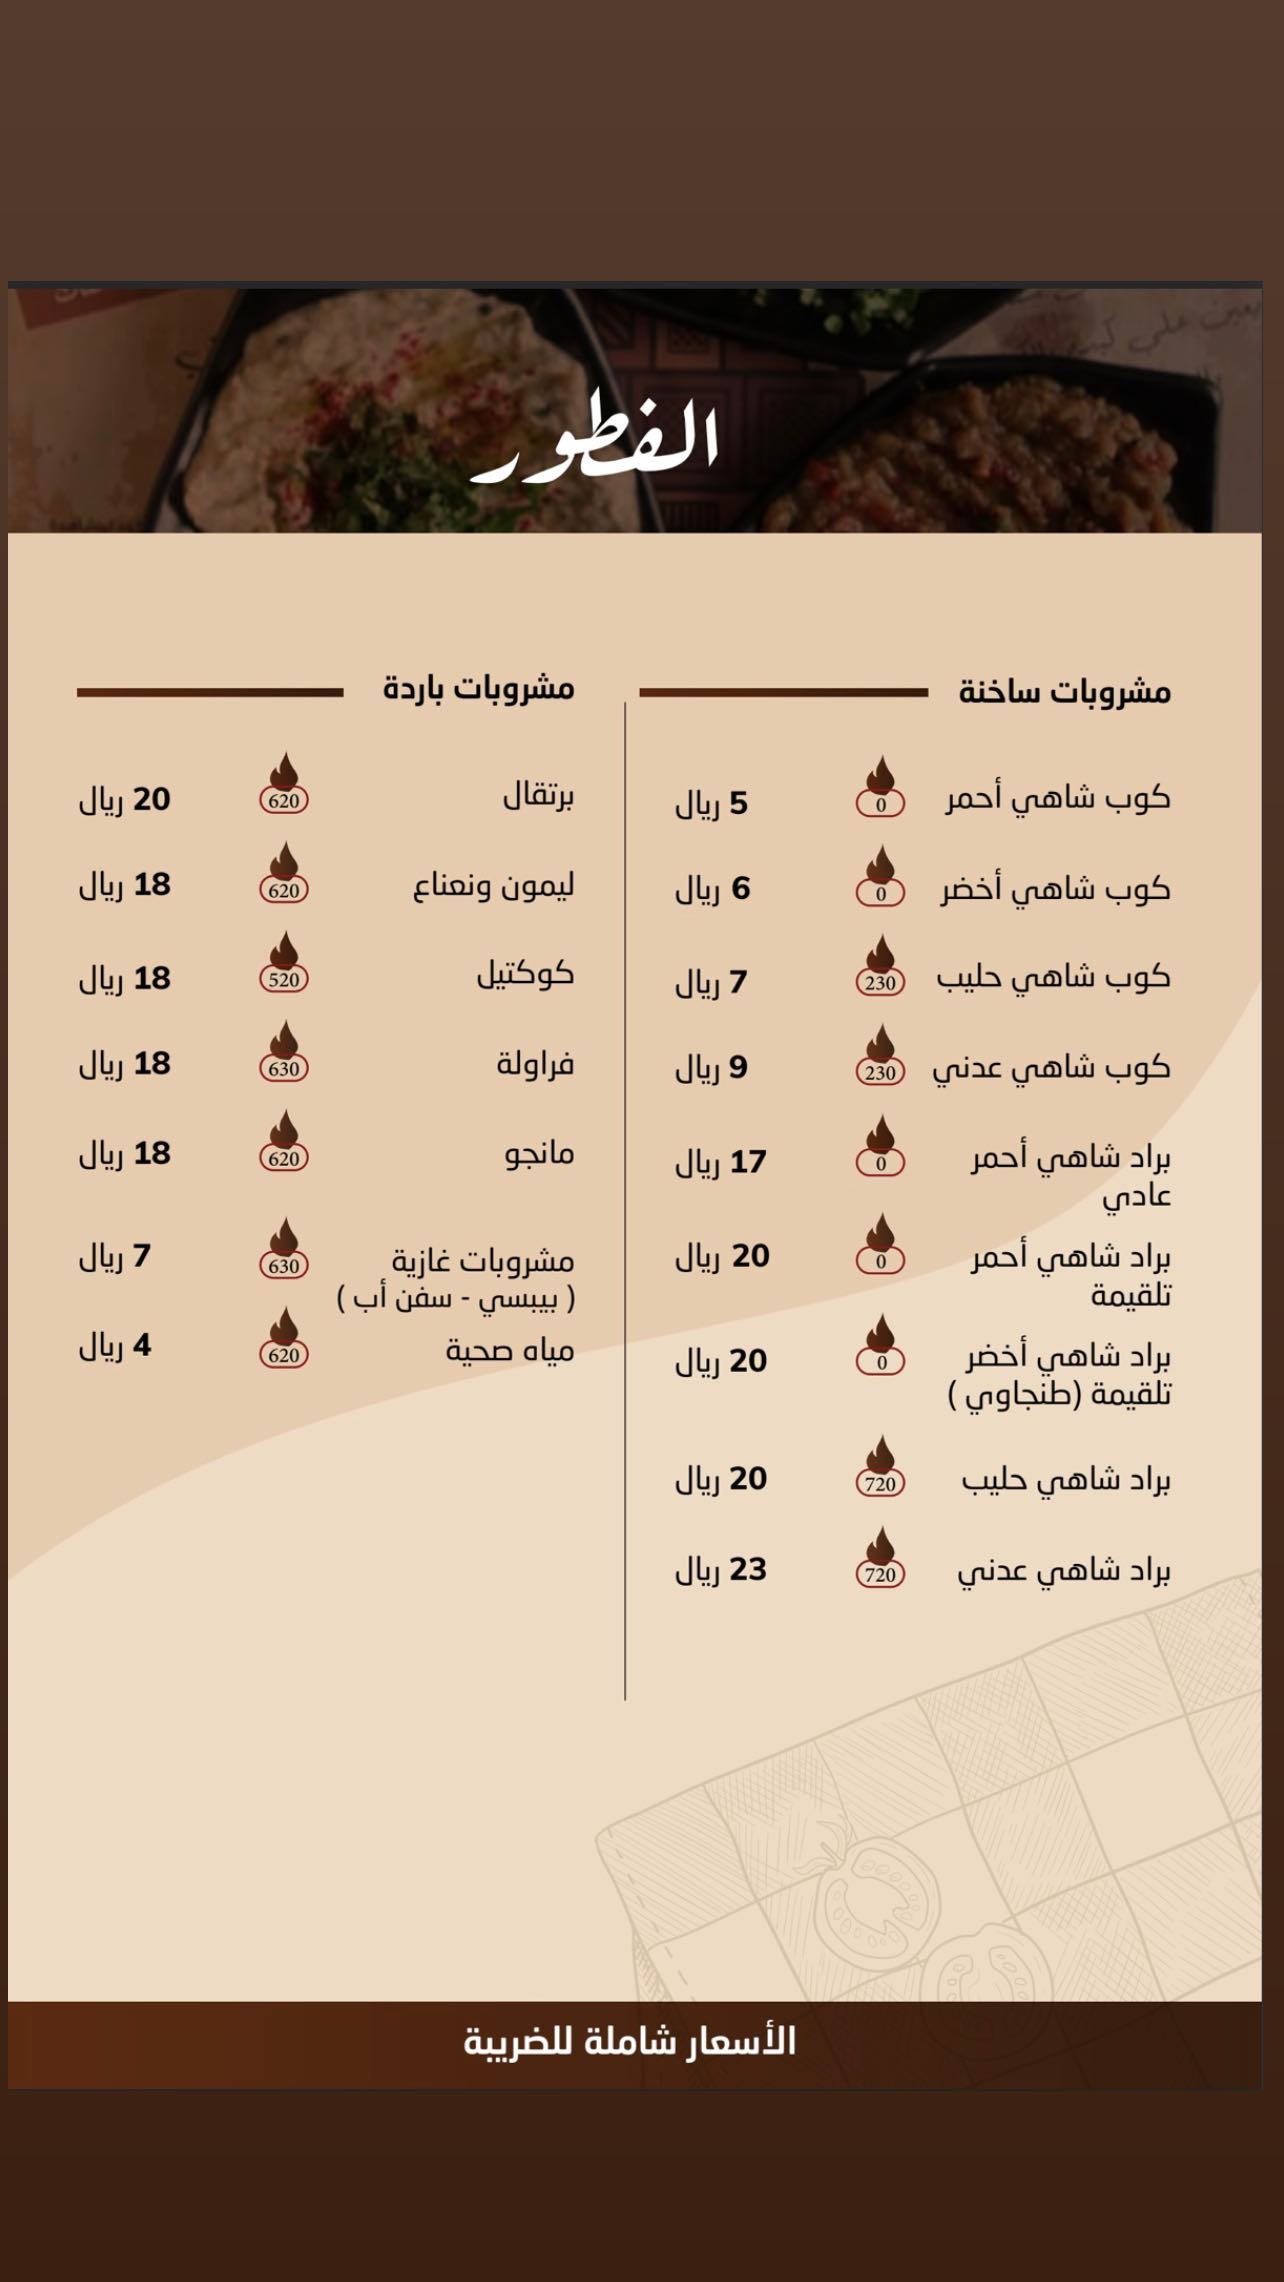 الفطور
مشروبات ساخنة
كوب شاهي أحمر 0 5 ريال
كوب شاهي أخضر 0 6 ريال
كوب شاهي حليب 230 7 ريال
كوب شاهي عدني 230 9 ريال
براد شاهي أحمر 0 17 ريال
عادي
براد شاهي أحمر 0 20 ريال
تلقيمة
براد شاهي أخضر 0 20 ريال
تلقيمة (طنجاوي )
براد شاهي حليب 720 20 ريال
براد شاهي عدني 720 23 ريال
مشروبات باردة
برتقال 620 20 ريال
ليمون ونعناع 620 18 ريال
كوكتيل 520 18 ريال
فراولة 630 18 ريال
مانجو 620 18 ريال
مشروبات غازية 630 7 ريال
( بيبسي - سفن أب )
مياه صحية 620 4 ريال
الأسعار شاملة للضريبة